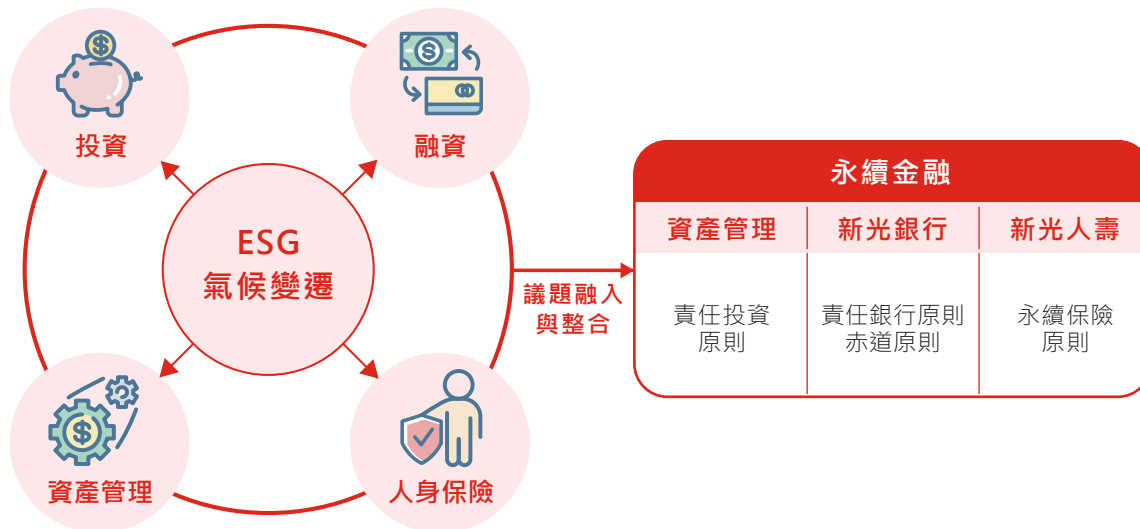 投資
融資
ESG
氣候變遷
資產管理
人身保險
議題融入
與整合
永續金融
資產管理
新光銀行
新光人壽
責任投資
原則
責任銀行原則
赤道原則
永續保險
原則